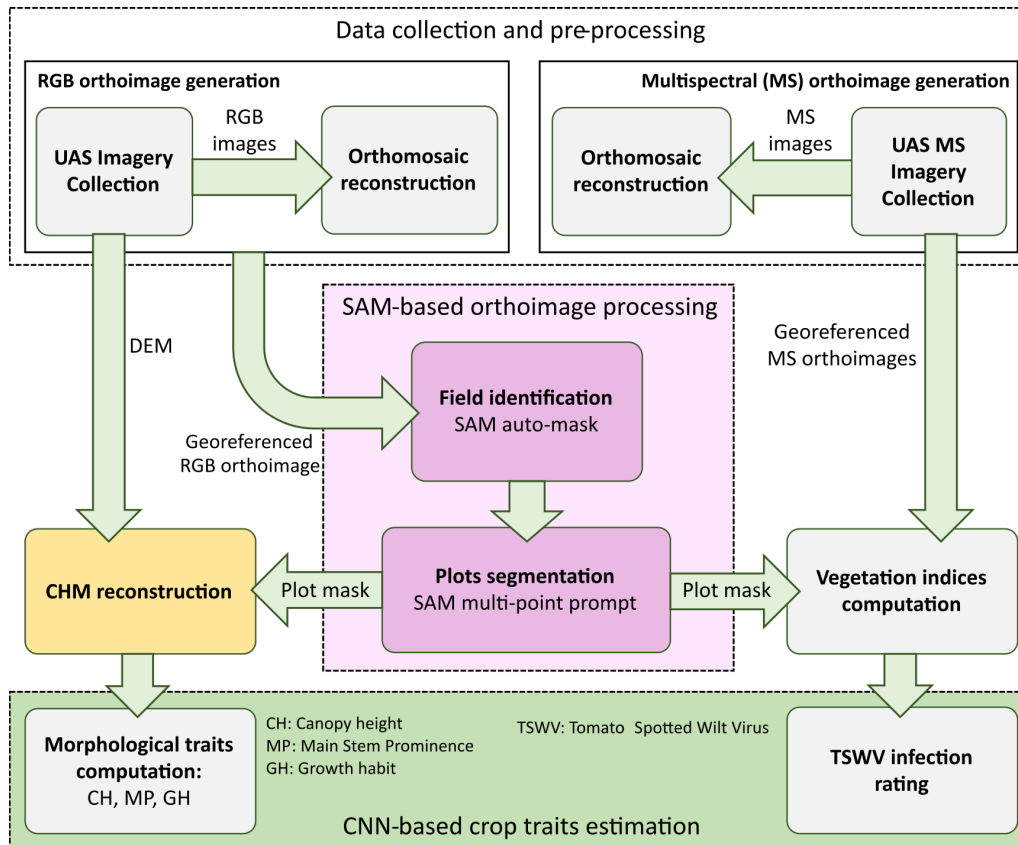 Data collection and pre-processing
RGB orthoimage generation
UAS Imagery
Collection
RGB
images
Orthomosaic
reconstruction
Multispectral (MS) orthoimage generation
Orthomosaic
reconstruction
MS
images
UAS MS
Imagery
Collection
DEM
Georeferenced
RGB orthoimage
SAM-based orthoimage processing
Field identification
SAM auto-mask
Georeferenced
MS orthoimages
CHM reconstruction
Plot mask
Plots segmentation
SAM multi-point prompt
Plot mask
Vegetation indices
computation
Morphological traits
computation:
CH, MP, GH
CH: Canopy height
MP: Main Stem Prominence
GH: Growth habit
TSWV: Tomato Spotted Wilt Virus
TSWV infection
rating
CNN-based crop traits estimation